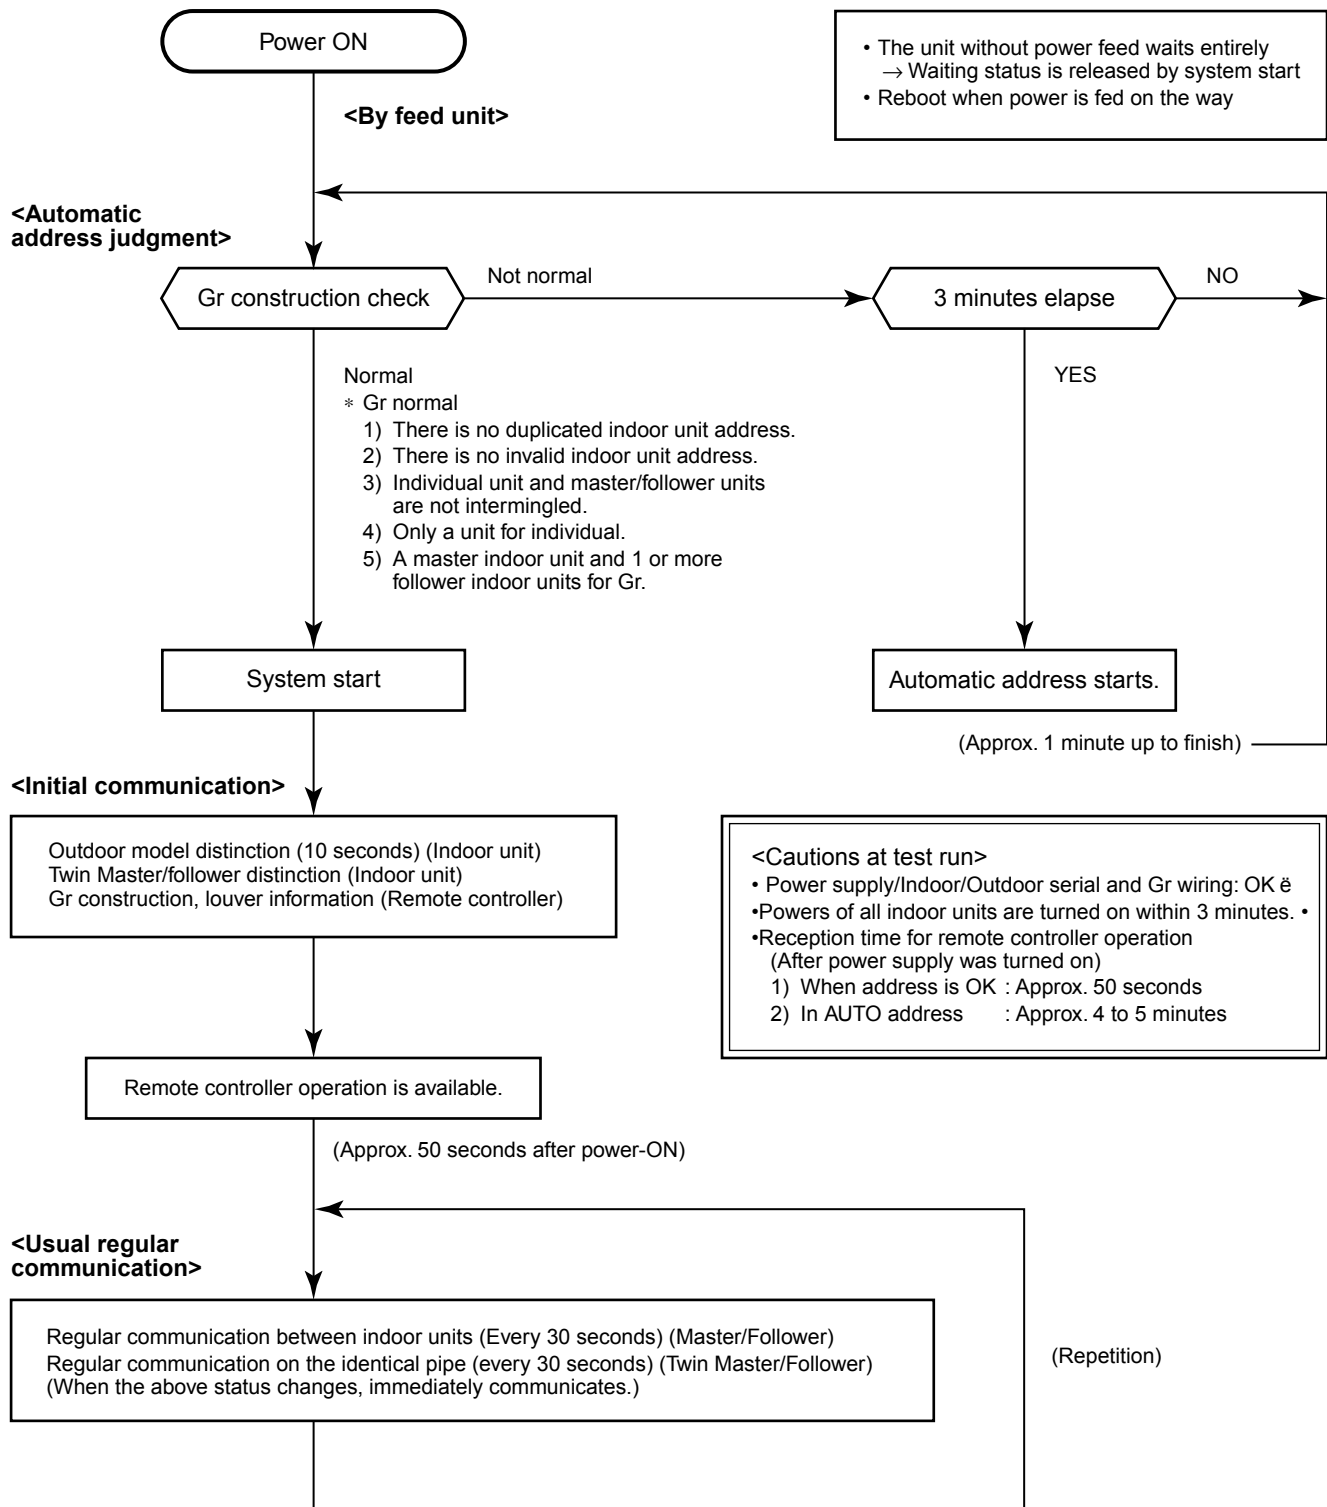 Power ON
• The unit without power feed waits entirely
→ Waiting status is released by system start
• Reboot when power is fed on the way
<By feed unit>
<Automatic
address judgment>
Gr construction check
Not normal
3 minutes elapse
NO
Normal
* Gr normal
1) There is no duplicated indoor unit address.
2) There is no invalid indoor unit address.
3) Individual unit and master/follower units
are not intermingled.
4) Only a unit for individual.
5) A master indoor unit and 1 or more
follower indoor units for Gr.
YES
System start
Automatic address starts.
(Approx. 1 minute up to finish)
<Initial communication>
Outdoor model distinction (10 seconds) (Indoor unit)
Twin Master/follower distinction (Indoor unit)
Gr construction, louver information (Remote controller)
<Cautions at test run>
• Power supply/Indoor/Outdoor serial and Gr wiring: OK ë
•Powers of all indoor units are turned on within 3 minutes. •
•Reception time for remote controller operation
(After power supply was turned on)
1) When address is OK : Approx. 50 seconds
2) In AUTO address : Approx. 4 to 5 minutes
Remote controller operation is available.
(Approx. 50 seconds after power-ON)
<Usual regular
communication>
Regular communication between indoor units (Every 30 seconds) (Master/Follower)
Regular communication on the identical pipe (every 30 seconds) (Twin Master/Follower)
(When the above status changes, immediately communicates.)
(Repetition)